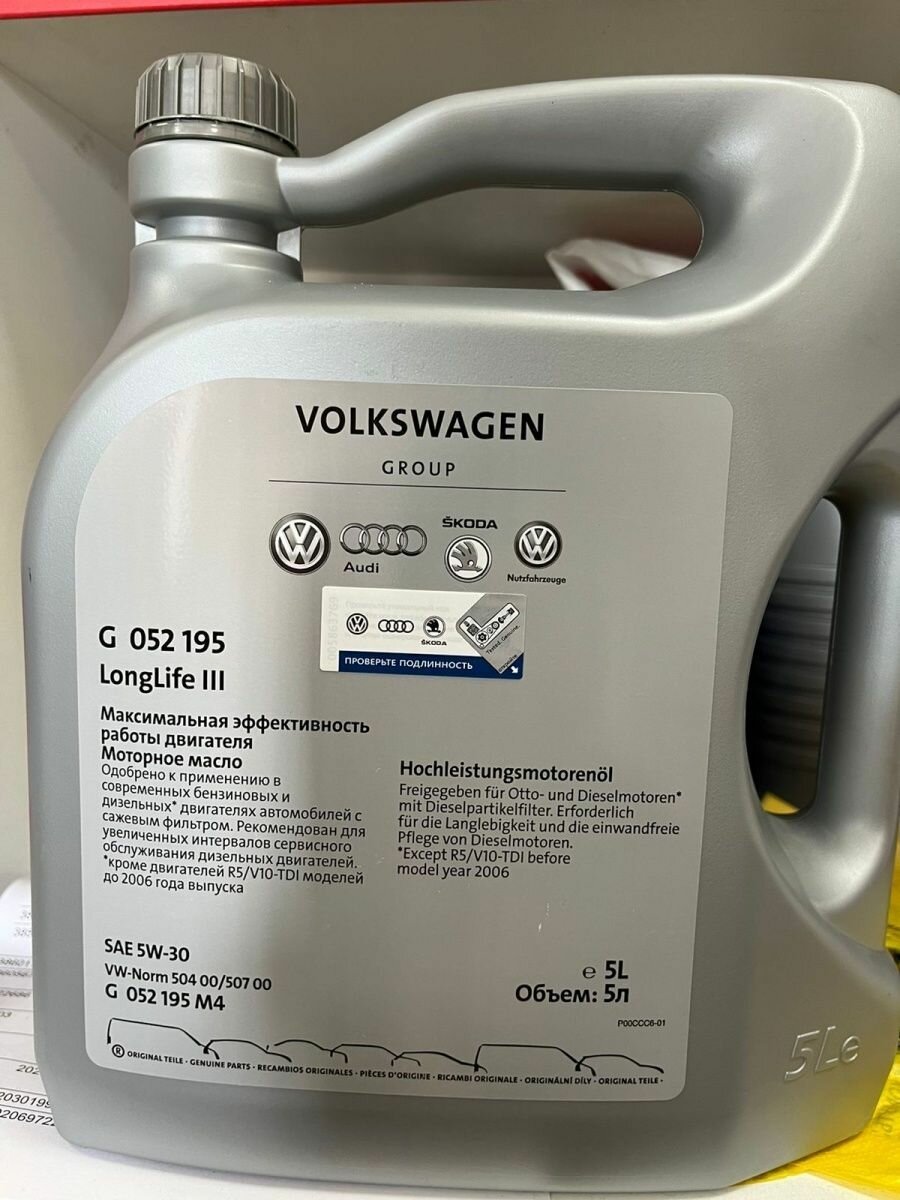 VOLKSWAGEN
GROUP
Audi
ŠKODA
Nutzfahrzeuge
005863769
ŠKODA
Tested. Genuine.
ПРОВЕРЬТЕ ПОДЛИННОСТЬ
G 052 195
LongLife III
Максимальная эффективность
работы двигателя
Моторное масло
Одобрено к применению в
современных бензиновых и
дизельных* двигателях автомобилей с
сажевым фильтром. Рекомендован для
увеличенных интервалов сервисного
обслуживания дизельных двигателей.
*кроме двигателей R5/V10-TDI моделей
до 2006 года выпуска
Hochleistungsmotorenöl
Freigegeben für Otto- und Dieselmotoren*
mit Dieselpartikelfilter. Erforderlich
für die Langlebigkeit und die einwandfreie
Pflege von Dieselmotoren.
*Except R5/V10-TDI before
model year 2006
SAE 5W-30
VW-Norm 504 00/507 00
G 052 195 M4
e 5L
Объем: 5л
P00CCC6-01
® ORIGINAL TEILE · GENUINE PARTS · RECAMBIOS ORIGINALES · PIÈCES D'ORIGINE · RICAMBI ORIGINALE · ORIGINÁLNÍ DÍLY · ORIGINAL TEILE ·
5Le